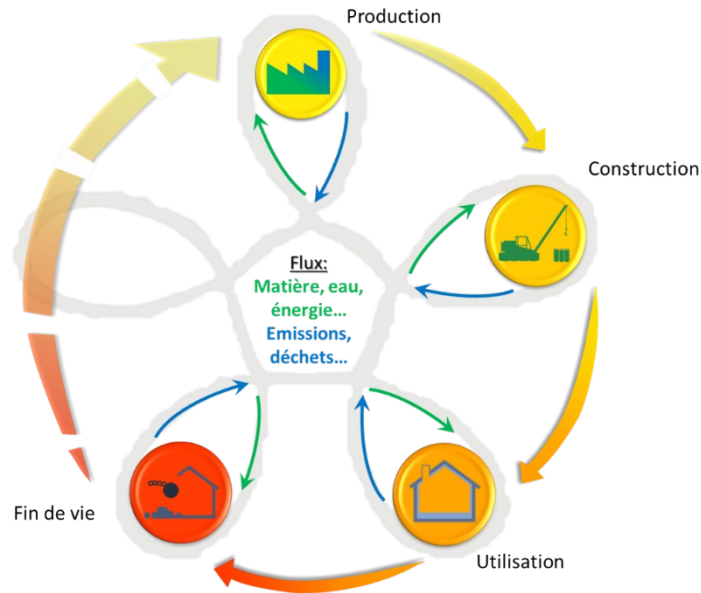 Production
Construction
Flux:
Matière, eau,
énergie...
Emissions,
déchets...
Fin de vie
Utilisation